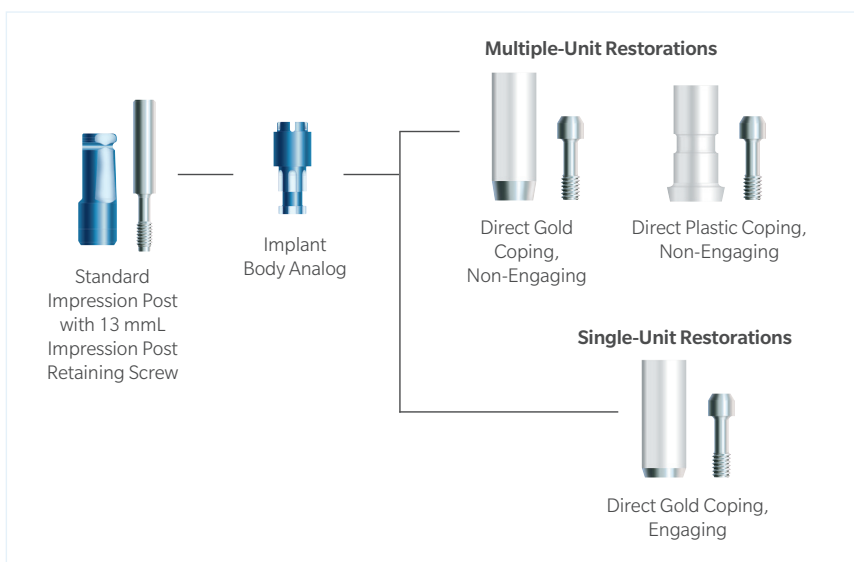 Multiple-Unit Restorations
Direct Gold
Coping,
Non-Engaging
Direct Plastic Coping,
Non-Engaging
Implant
Body Analog
Standard
Impression Post
with 13 mmL
Impression Post
Retaining Screw
Single-Unit Restorations
Direct Gold Coping,
Engaging